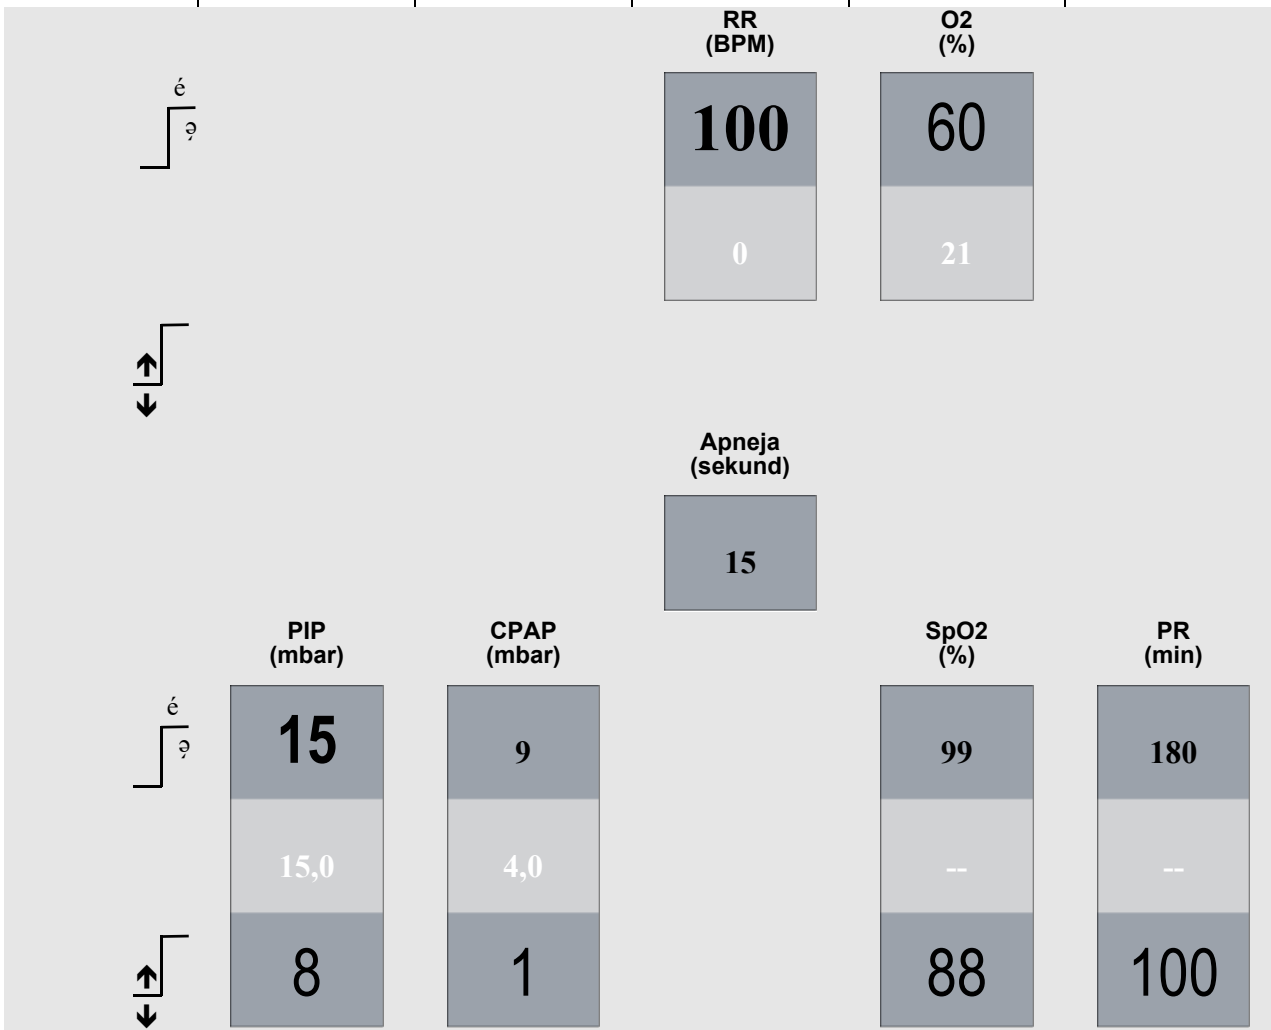 RR
(BPM)
O2
(%)
é
é
100
60
0
21
Apneja
(sekund)
15
PIP
(mbar)
CPAP
(mbar)
SpO2
(%)
PR
(min)
é
é
15
9
99
180
15,0
4,0
--
--
8
1
88
100